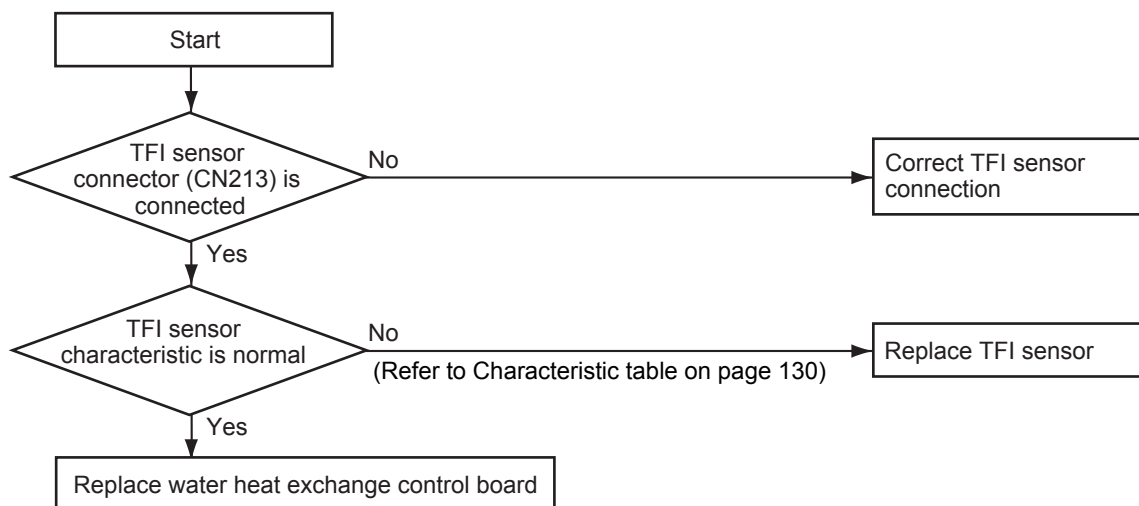 Start
TFI sensor
connector (CN213) is
connected
No
Correct TFI sensor
connection
Yes
TFI sensor
characteristic is normal
No
(Refer to Characteristic table on page 130)
Replace TFI sensor
Yes
Replace water heat exchange control board